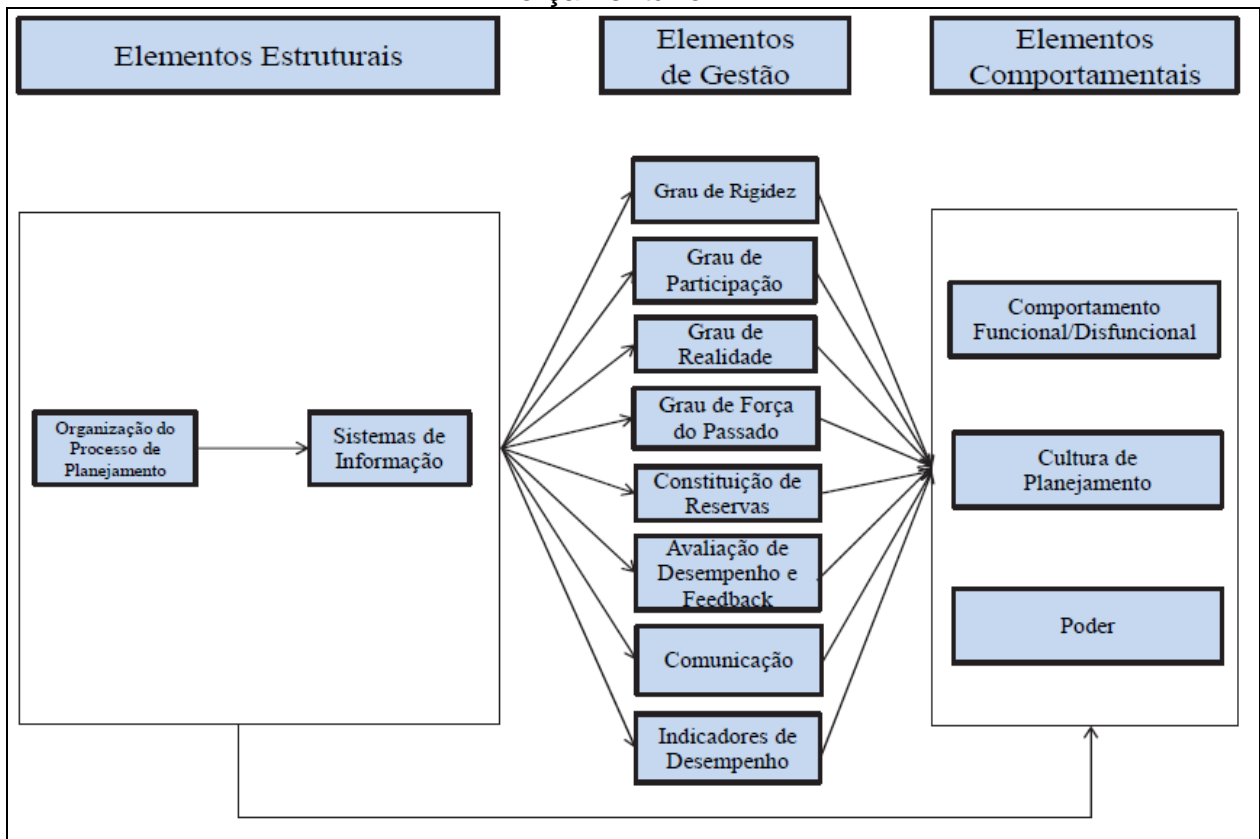 Elementos Estruturais
Elementos
de Gestão
Elementos
Comportamentais
Organização do
Processo de
Planejamento
Sistemas de
Informação
Grau de Rigidez
Grau de
Participação
Grau de
Realidade
Grau de Força
do Passado
Constituição de
Reservas
Avaliação de
Desempenho e
Feedback
Comunicação
Indicadores de
Desempenho
Comportamento
Funcional/Disfuncional
Cultura de
Planejamento
Poder